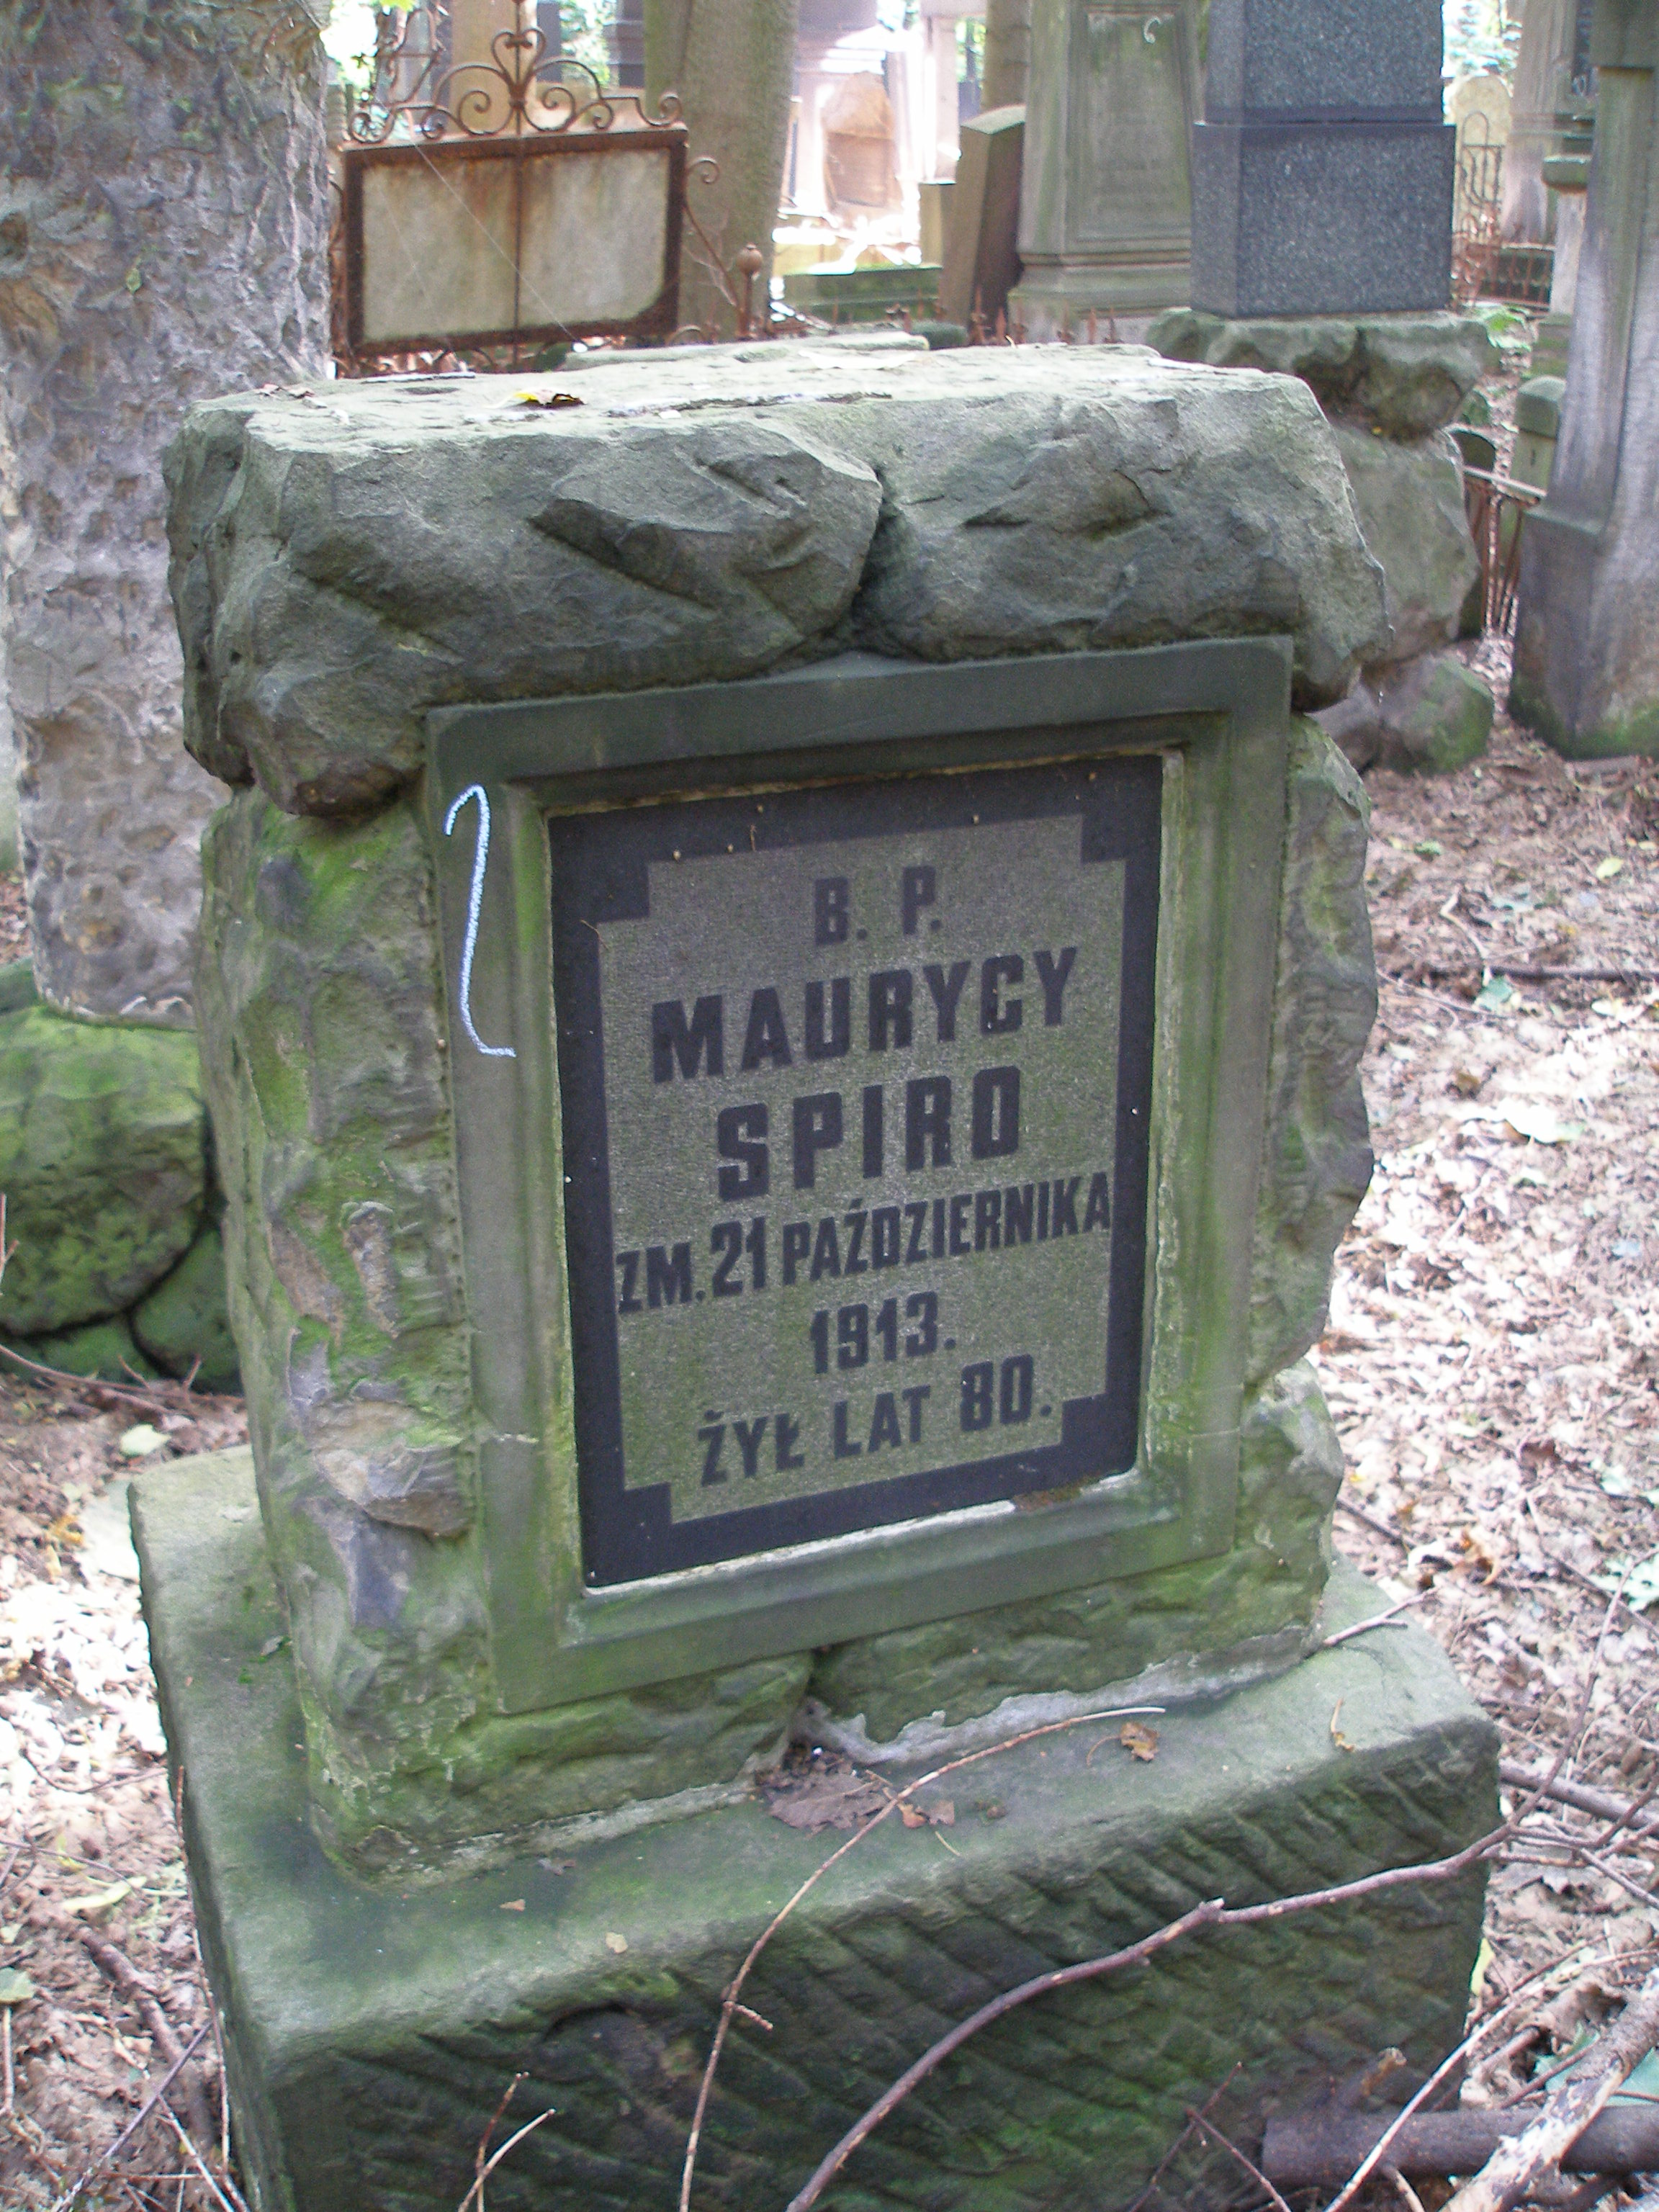 B. P.
MAURYCY
SPIRO
ZM. 21 PAŹDZIERNIKA
1913.
ŻYŁ LAT 80.